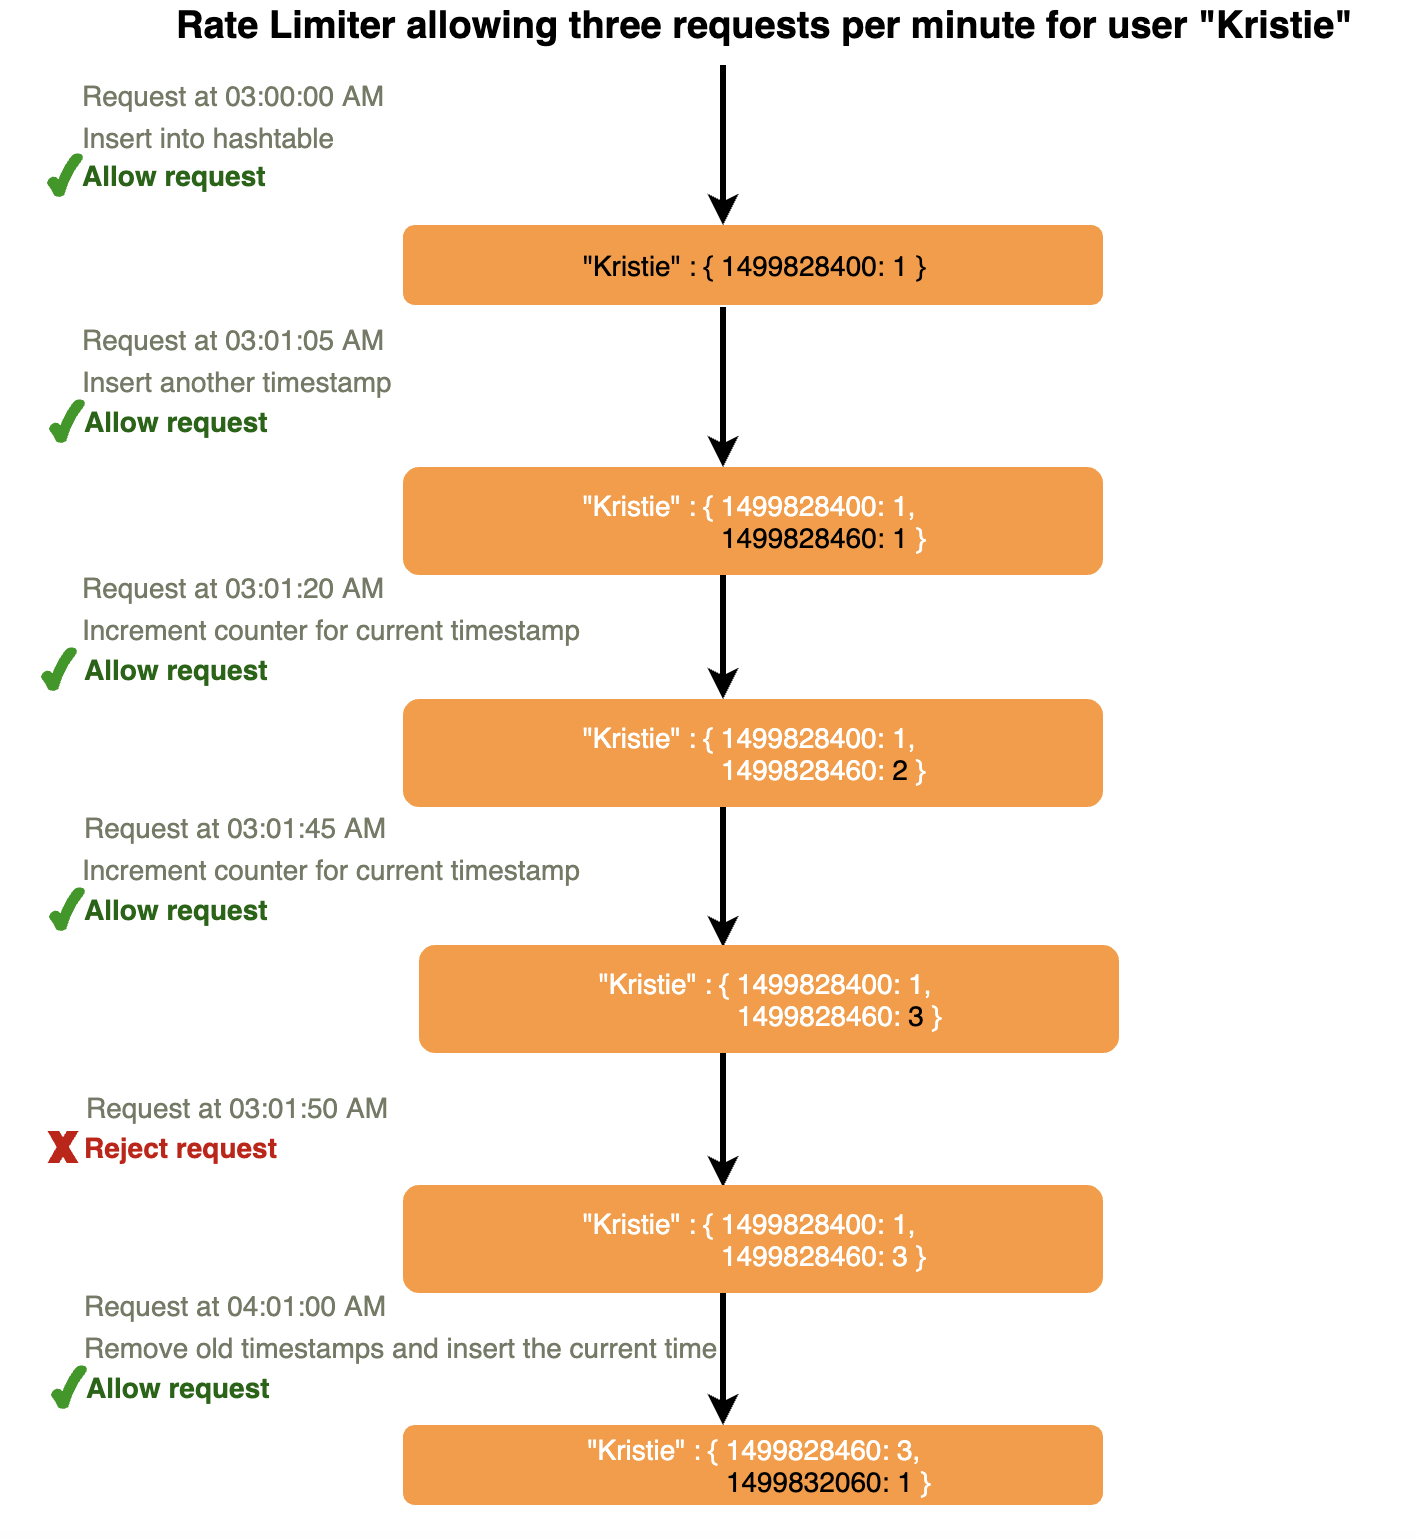 Rate Limiter allowing three requests per minute for user "Kristie"
Request at 03:00:00 AM
Insert into hashtable
Allow request
"Kristie" : { 1499828400: 1 }
Request at 03:01:05 AM
Insert another timestamp
Allow request
"Kristie" : { 1499828400: 1,
1499828460: 1 }
Request at 03:01:20 AM
Increment counter for current timestamp
Allow request
"Kristie" : { 1499828400: 1,
1499828460: 2 }
Request at 03:01:45 AM
Increment counter for current timestamp
Allow request
"Kristie" : { 1499828400: 1,
1499828460: 3 }
Request at 03:01:50 AM
Reject request
"Kristie" : { 1499828400: 1,
1499828460: 3 }
Request at 04:01:00 AM
Remove old timestamps and insert the current time
Allow request
"Kristie" : { 1499828460: 3,
1499832060: 1 }